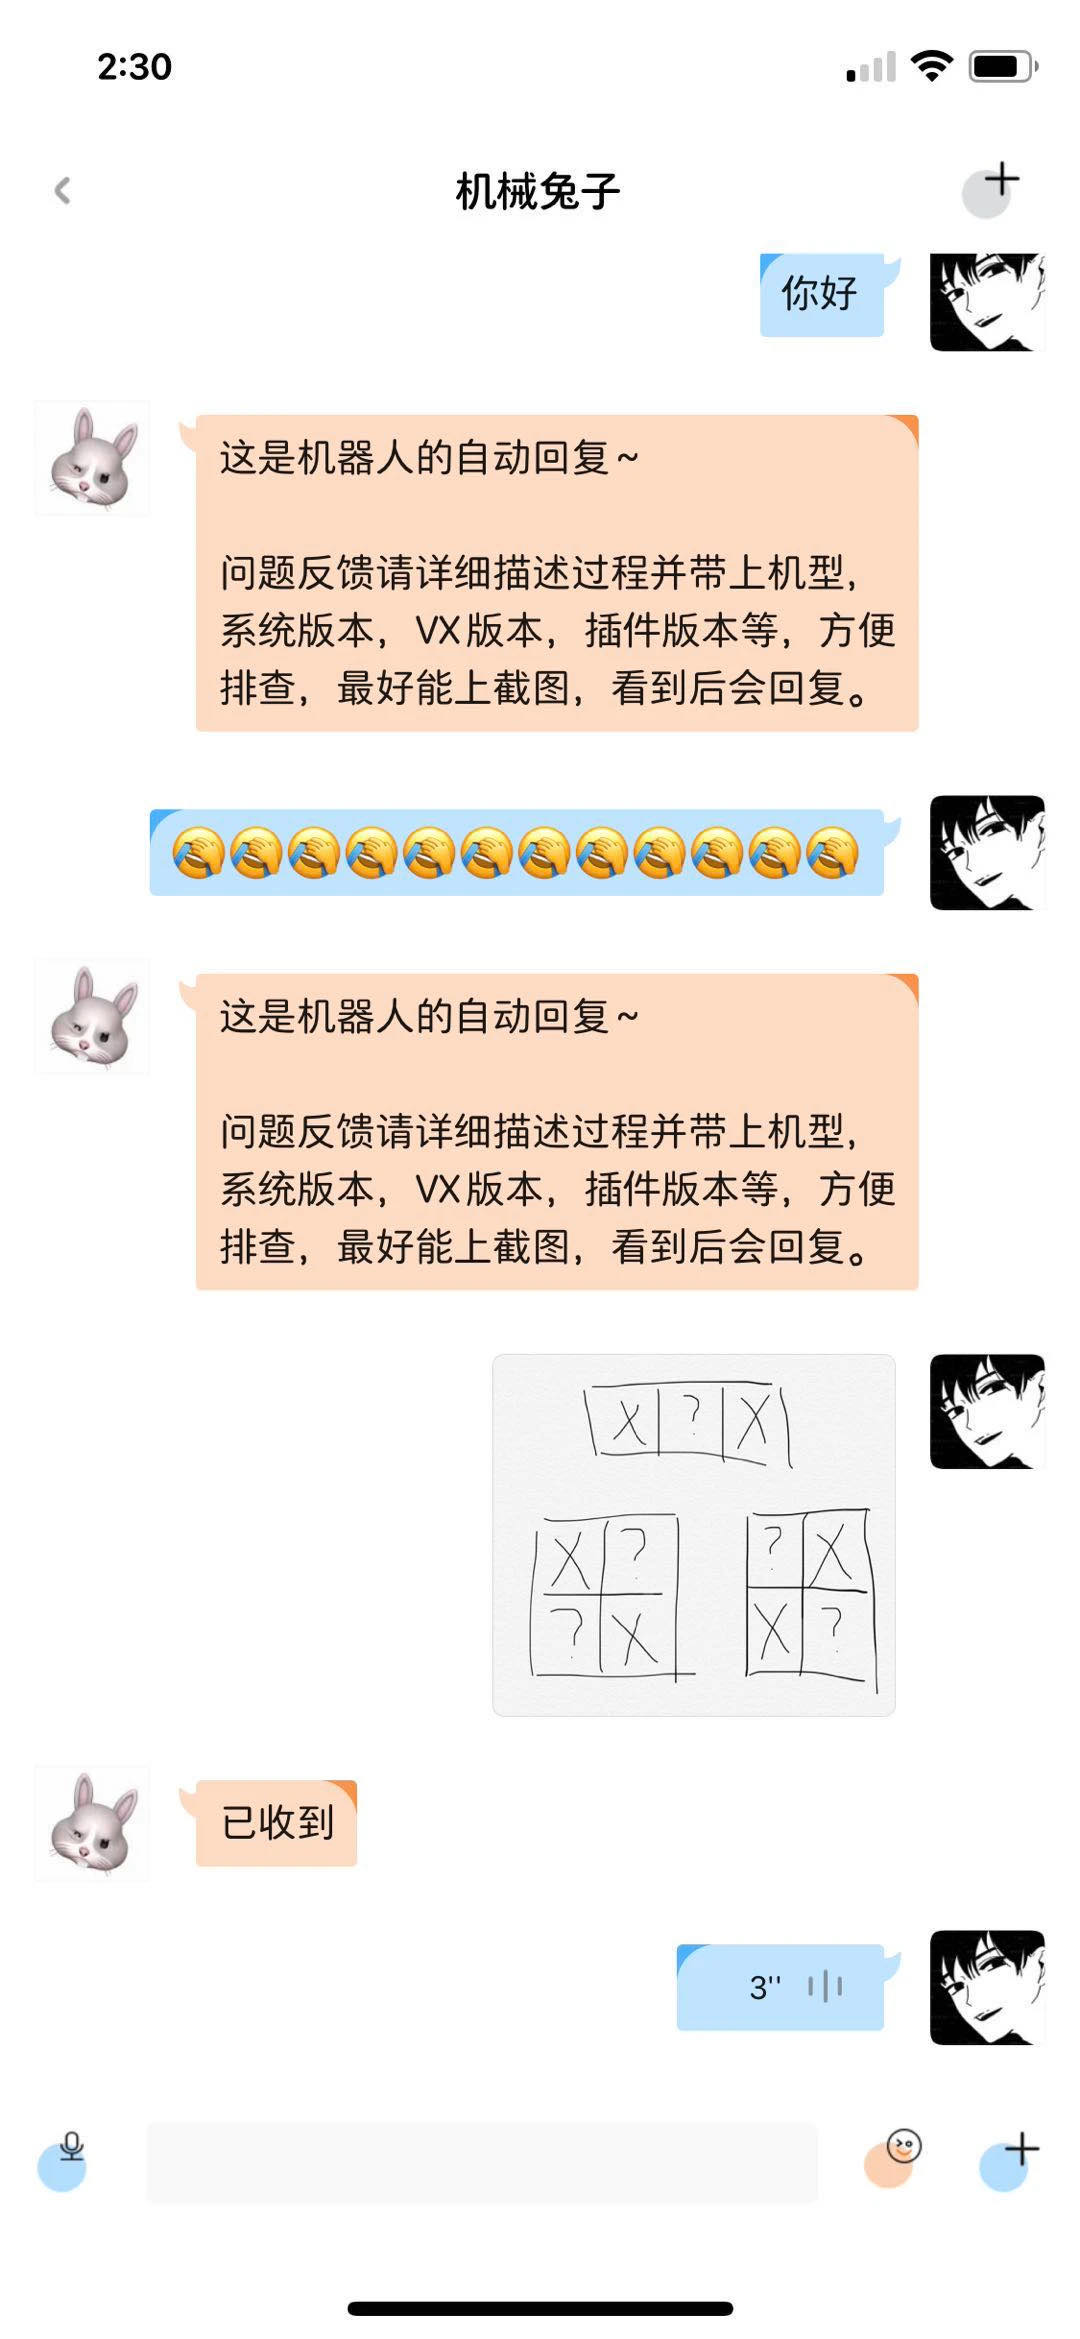 2:30
机械兔子
你好
这是机器人的自动回复~
问题反馈请详细描述过程并带上机型,
系统版本, VX版本, 插件版本等, 方便
排查, 最好能上截图, 看到后会回复。
🤦🤦🤦🤦🤦🤦🤦🤦🤦🤦🤦🤦
这是机器人的自动回复~
问题反馈请详细描述过程并带上机型,
系统版本, VX版本, 插件版本等, 方便
排查, 最好能上截图, 看到后会回复。
X ? X
X ? ? X
? X X ?
已收到
3''